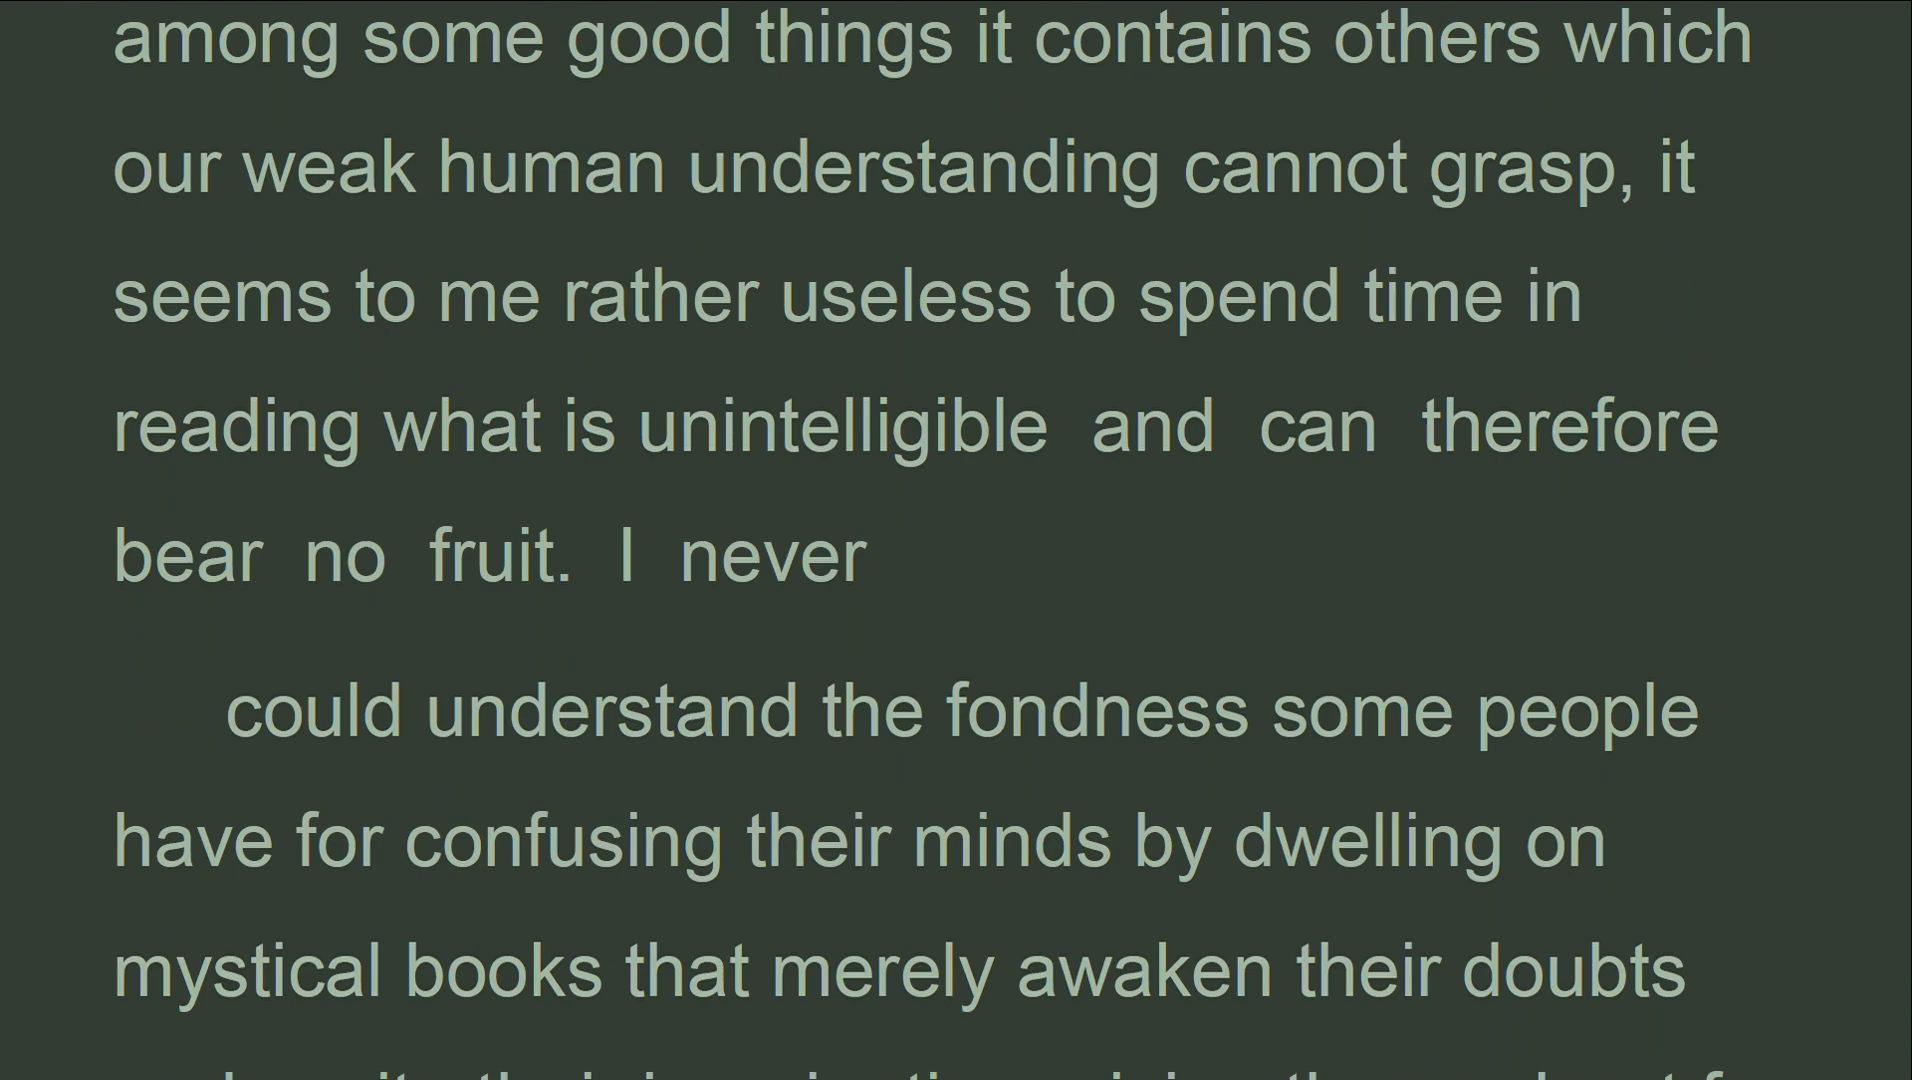 among some good things it contains others which
our weak human understanding cannot grasp, it
seems to me rather useless to spend time in
reading what is unintelligible and can therefore
bear no fruit. I never
could understand the fondness some people
have for confusing their minds by dwelling on
mystical books that merely awaken their doubts